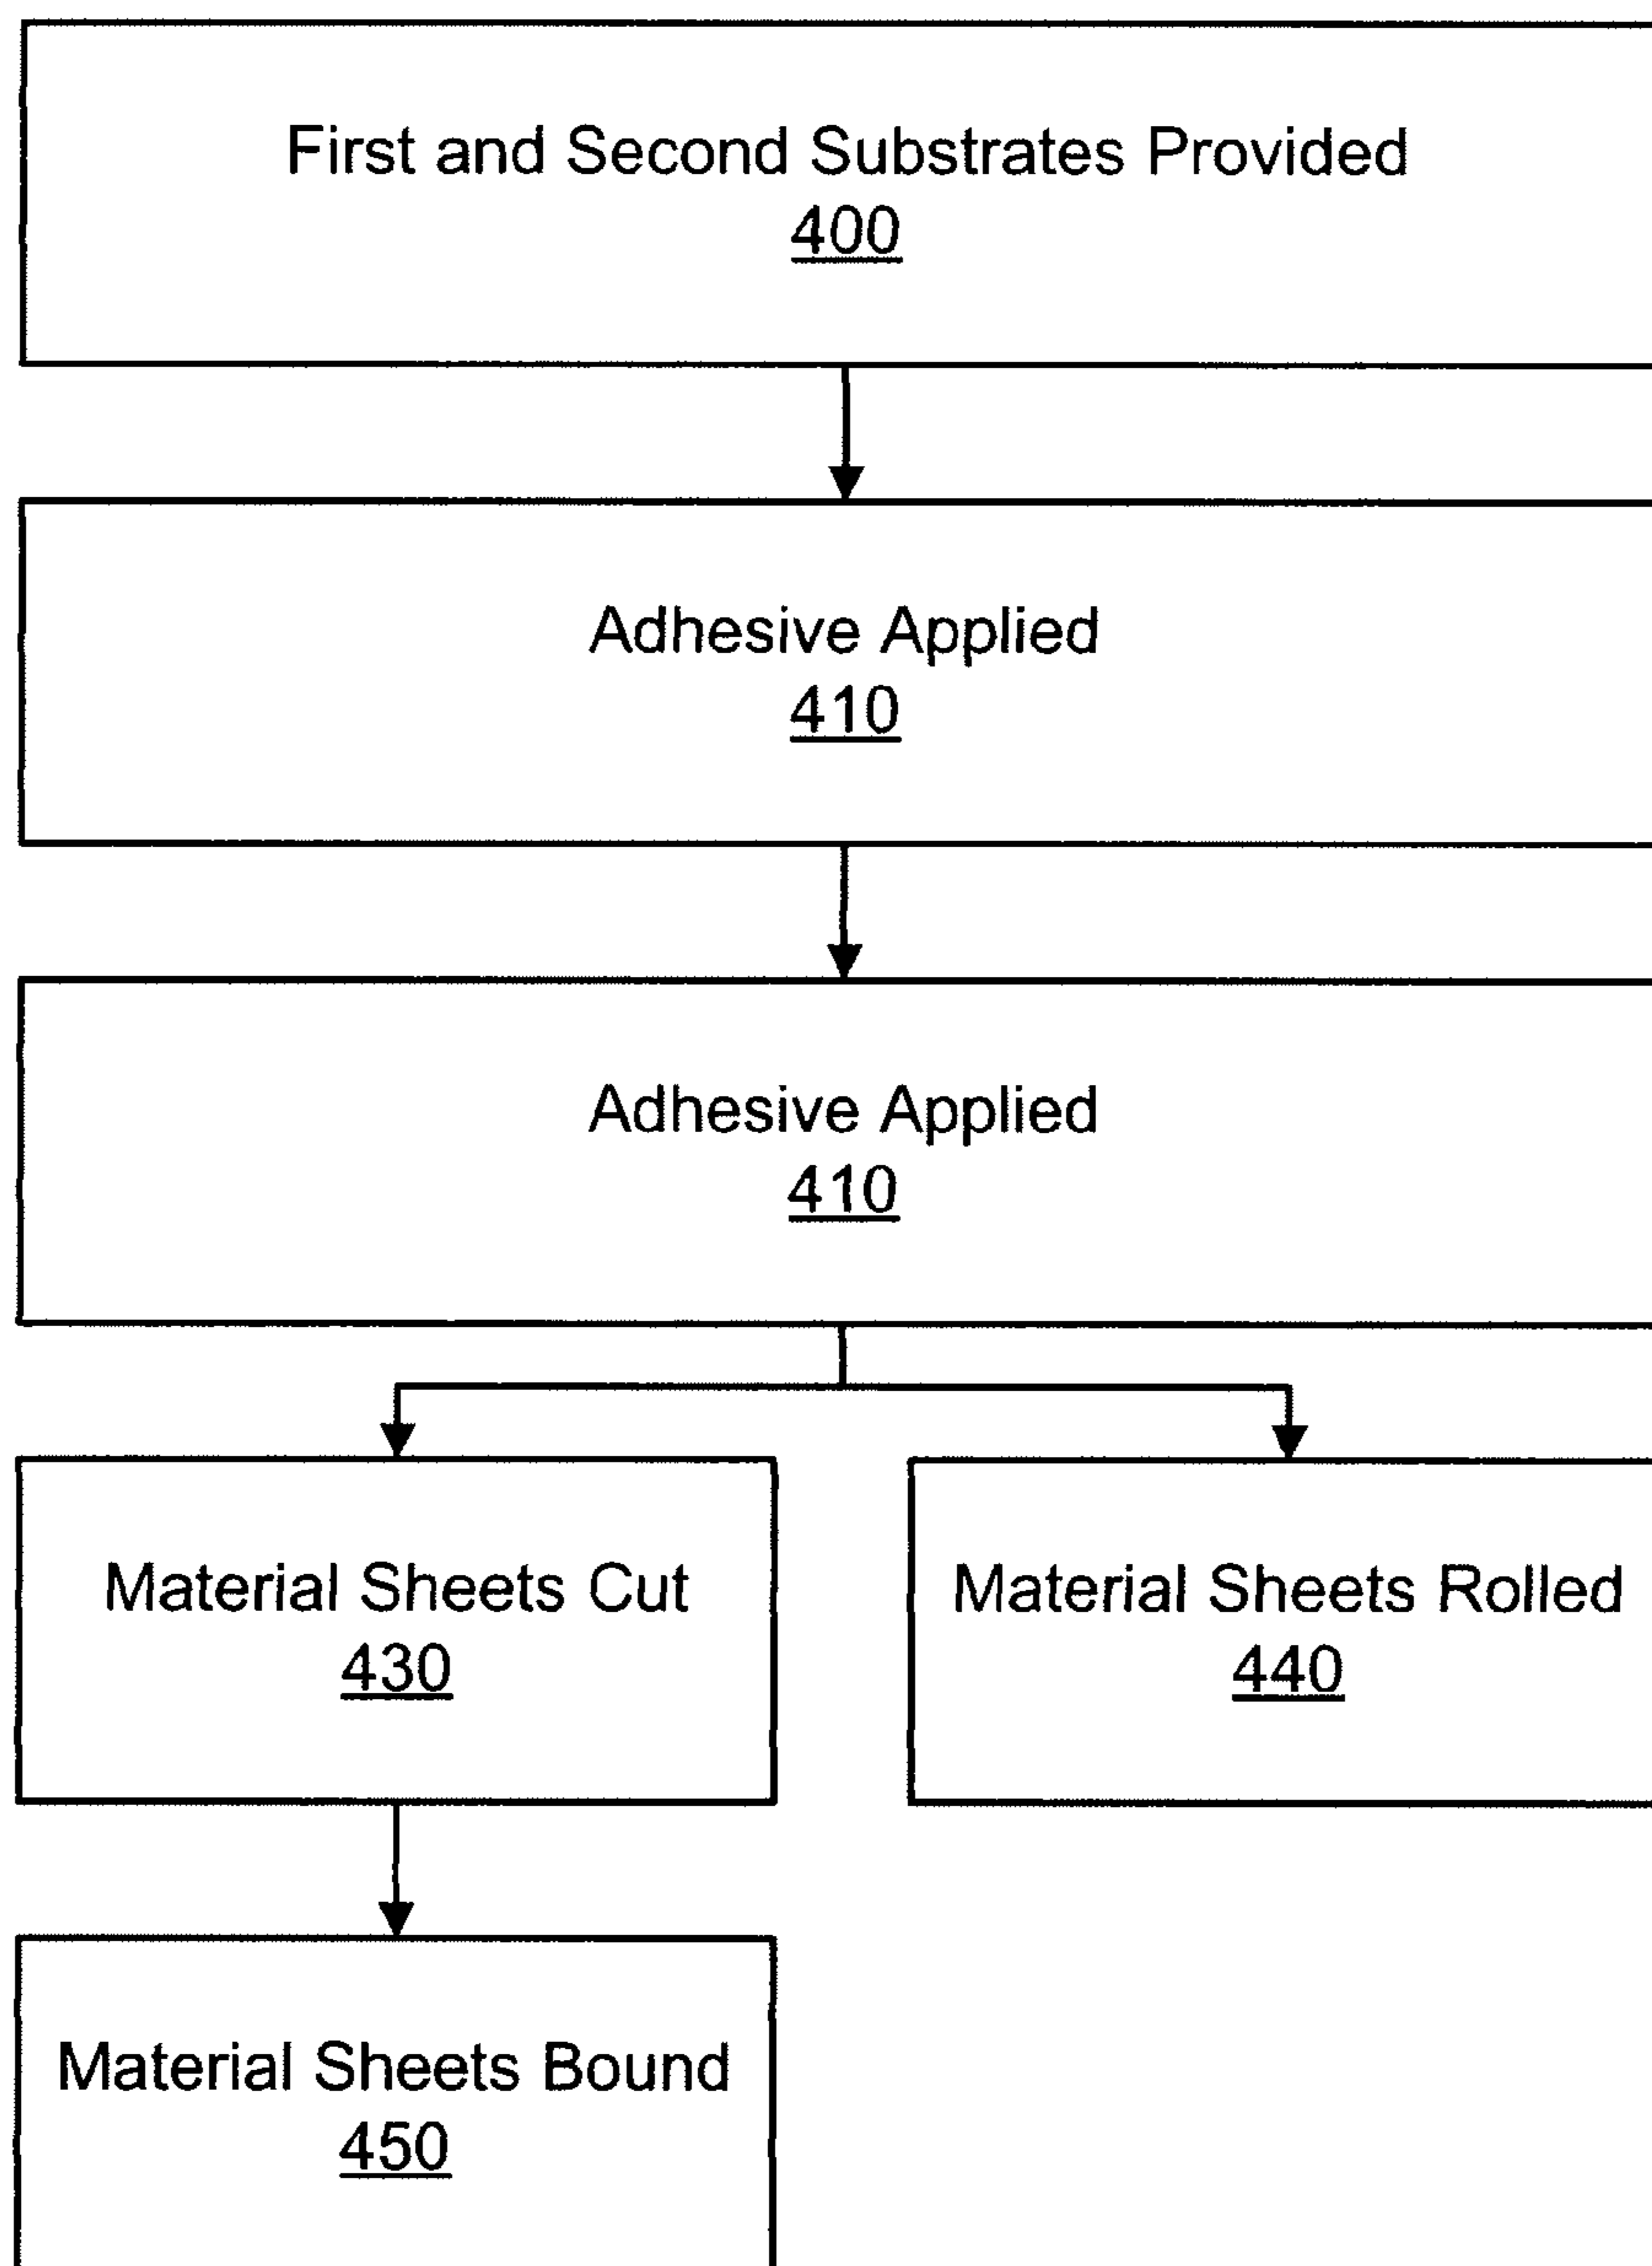 First and Second Substrates Provided
400
Adhesive Applied
410
Adhesive Applied
410
Material Sheets Cut
430
Material Sheets Rolled
440
Material Sheets Bound
450